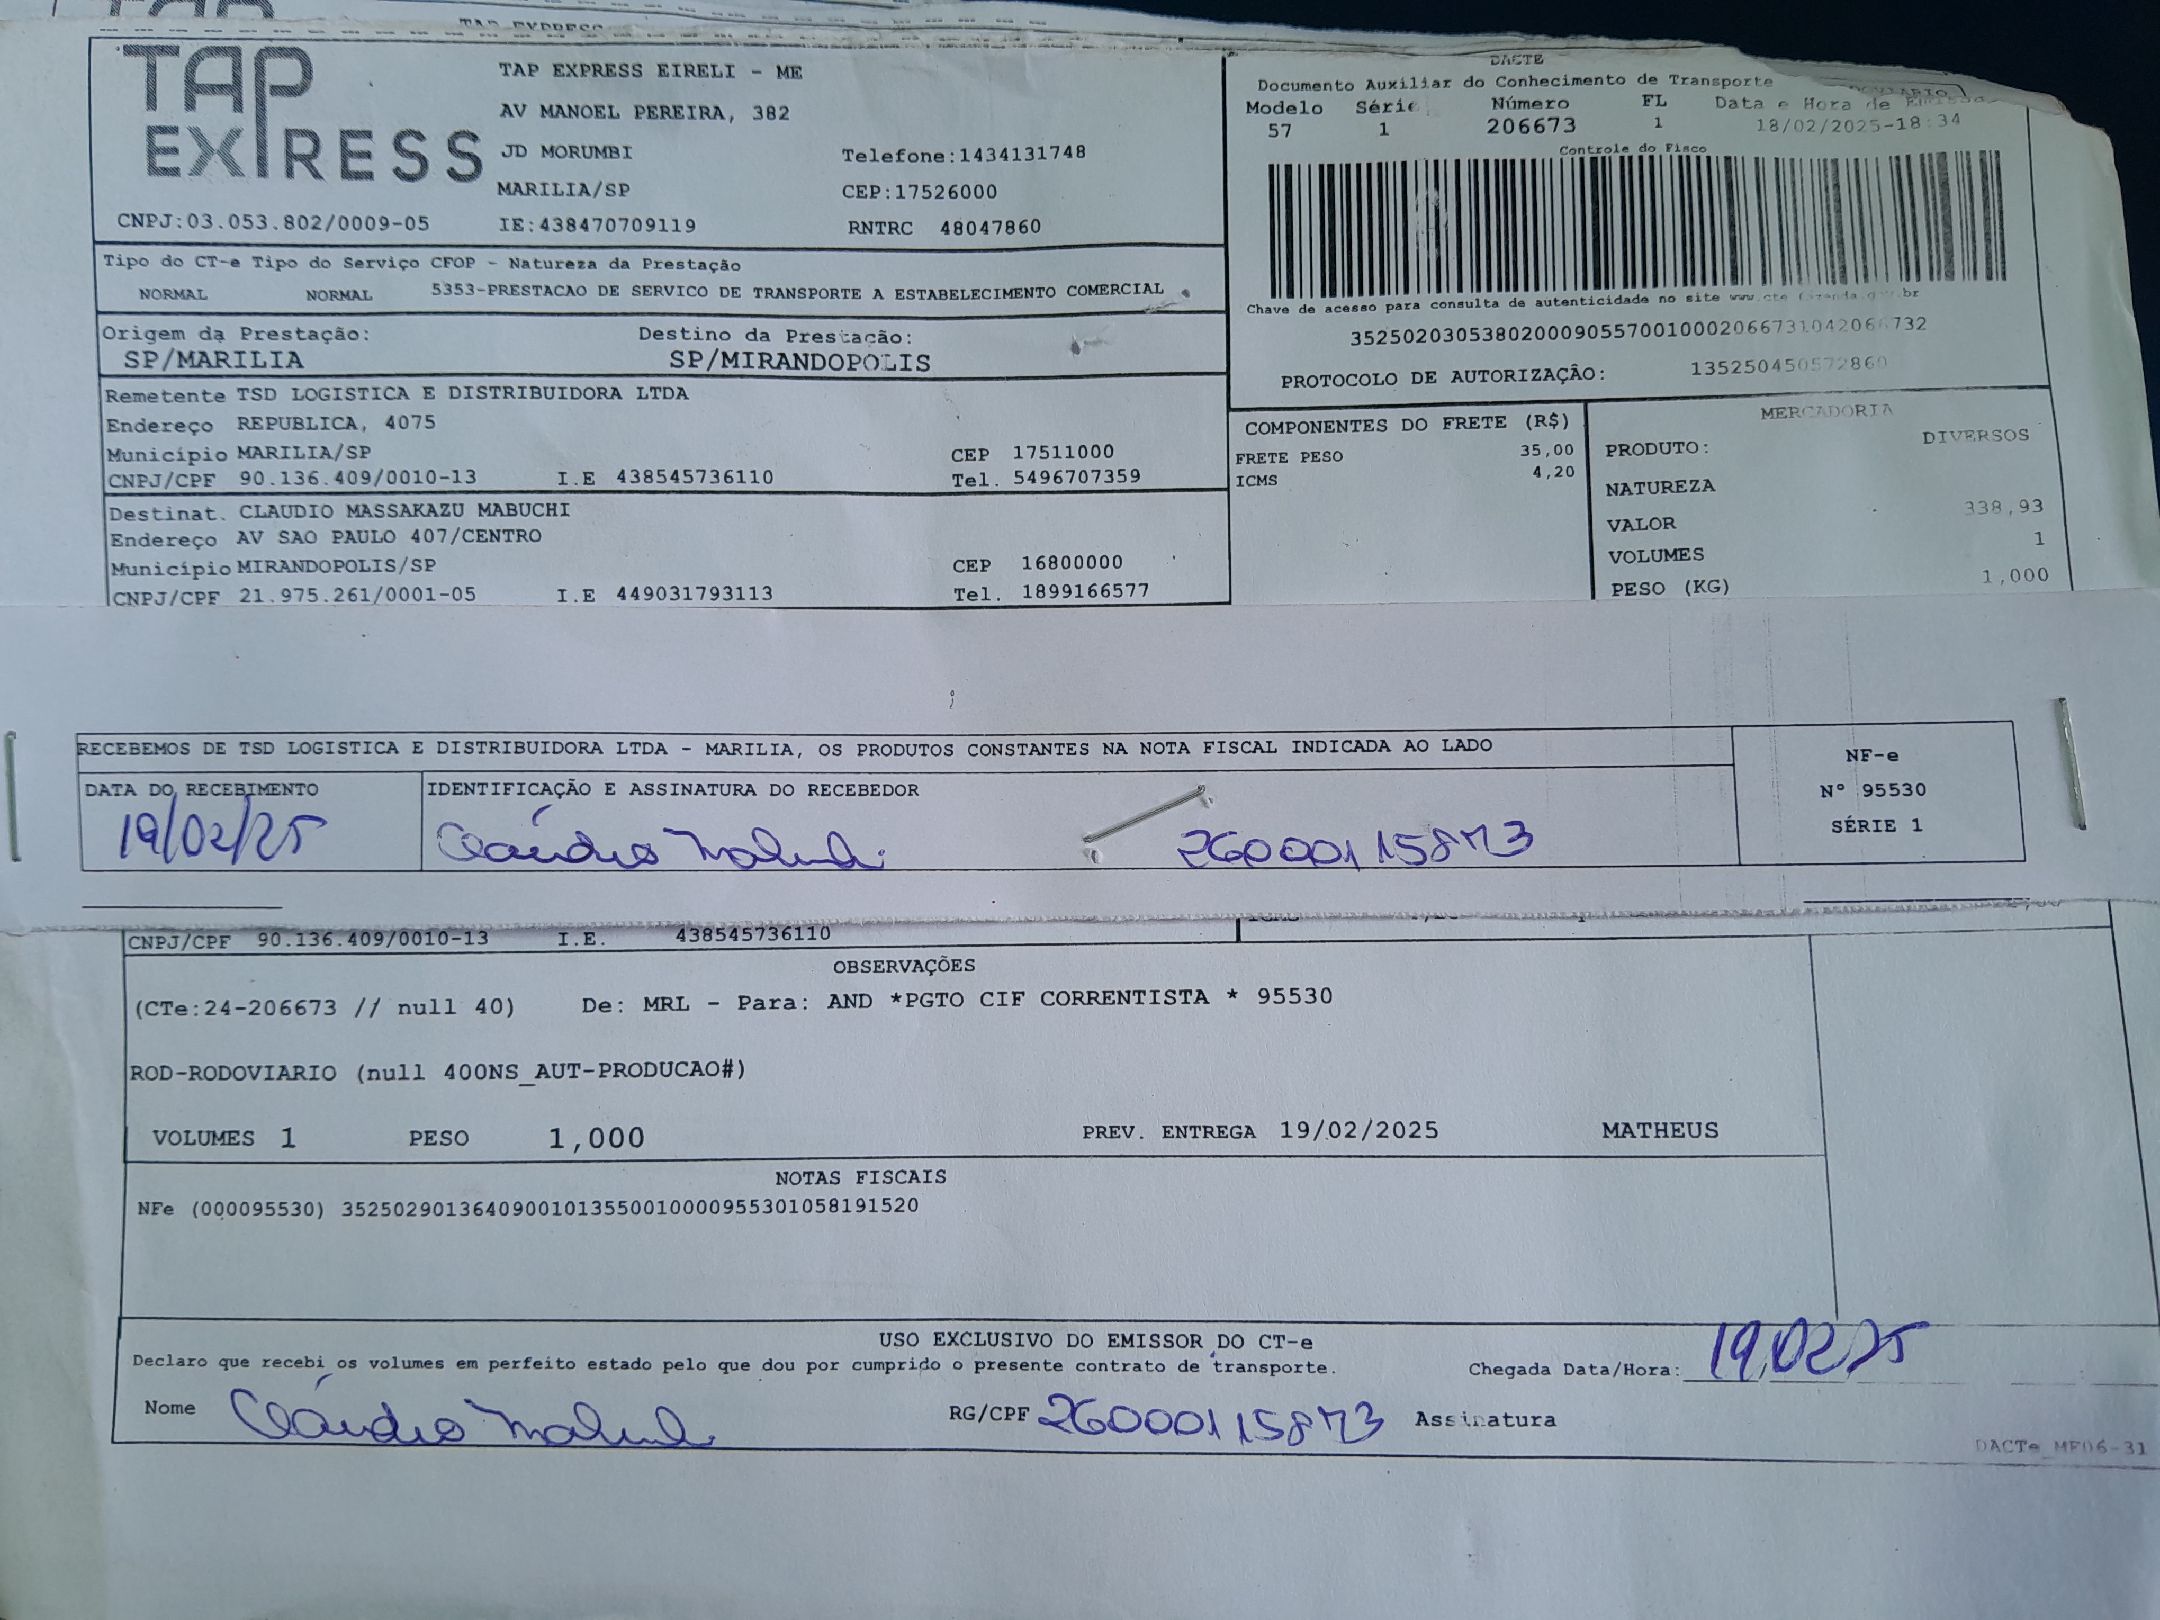 TAP EXPRESS
TAP EXPRESS EIRELI - ME
AV MANOEL PEREIRA, 382
JD MORUMBI Telefone:1434131748
MARILIA/SP CEP:17526000
CNPJ:03.053.802/0009-05 IE:438470709119 RNTRC 48047860
DACTE
Documento Auxiliar do Conhecimento de Transporte
Modelo Série Número FL Data e Hora de
57 1 206673 1 18/02/2025-18:34
Controle do Fisco
Chave de acesso para consulta de autenticidade no site
PROTOCOLO DE AUTORIZAÇÃO: 135250450572860
Tipo do CT-e Tipo do Serviço CFOP - Natureza da Prestação
NORMAL NORMAL 5353-PRESTACAO DE SERVICO DE TRANSPORTE A ESTABELECIMENTO COMERCIAL
Origem da Prestação: Destino da Prestação:
SP/MARILIA SP/MIRANDOPOLIS
Remetente TSD LOGISTICA E DISTRIBUIDORA LTDA
Endereço REPUBLICA, 4075
Município MARILIA/SP CEP 17511000
CNPJ/CPF 90.136.409/0010-13 I.E 438545736110 Tel. 5496707359
Destinat. CLAUDIO MASSAKAZU MABUCHI
Endereço AV SAO PAULO 407/CENTRO
Município MIRANDOPOLIS/SP CEP 16800000
CNPJ/CPF 21.975.261/0001-05 I.E 449031793113 Tel. 1899166577
COMPONENTES DO FRETE (R$)
FRETE PESO 35,00
ICMS 4,20
MERCADORIA
PRODUTO: DIVERSOS
NATUREZA
VALOR 338,93
VOLUMES 1
PESO (KG) 1,000
RECEBEMOS DE TSD LOGISTICA E DISTRIBUIDORA LTDA - MARILIA, OS PRODUTOS CONSTANTES NA NOTA FISCAL INDICADA AO LADO
DATA DO RECEBIMENTO IDENTIFICAÇÃO E ASSINATURA DO RECEBEDOR
19/02/25 Cláudio 26000115873
NF-e
N° 95530
SÉRIE 1
CNPJ/CPF 90.136.409/0010-13 I.E. 438545736110
OBSERVAÇÕES
(CTe:24-206673 // null 40) De: MRL - Para: AND *PGTO CIF CORRENTISTA * 95530
ROD-RODOVIARIO (null 400NS_AUT-PRODUCAO#)
VOLUMES 1 PESO 1,000 PREV. ENTREGA 19/02/2025 MATHEUS
NOTAS FISCAIS
NFe (000095530) 35250290136409001013550010000955301058191520
USO EXCLUSIVO DO EMISSOR DO CT-e
Declaro que recebi os volumes em perfeito estado pelo que dou por cumprido o presente contrato de transporte. Chegada Data/Hora: 19/02/25
Nome Cláudio RG/CPF 26000115873 Assinatura
DACTe_MF06-31